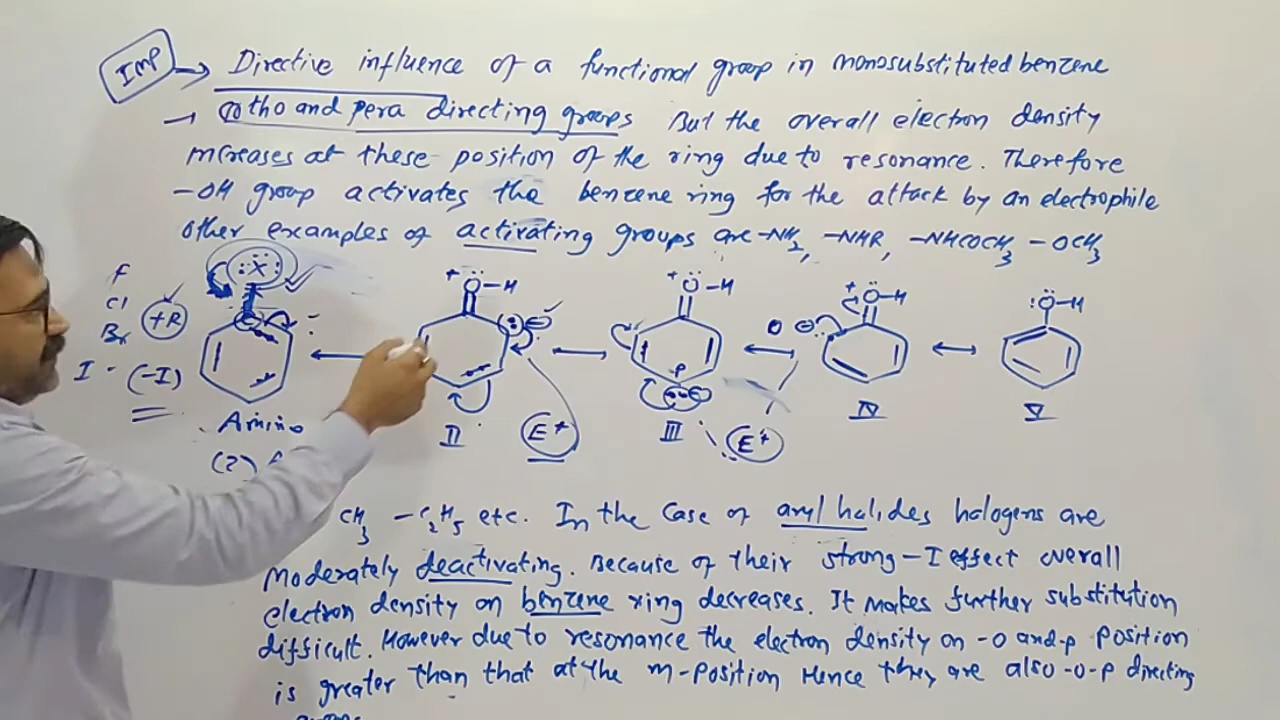 IMP → Directive influence of a functional group in monosubstituted benzene
→ Otho and pera directing groups But the overall electron density
increases at these position of the ring due to resonance. Therefore
-OH group activates the benzene ring for the attack by an electrophile
other examples of activating groups are -NH2, -NHR, -NHCOCH3 - OCH3
F
Cl
Br
I
+R
(-I)
X
+ Ö-H
+ Ö-H
+ Ö-H
:Ö-H
P
E+
E+
II
III
IV
V
Amino
(2)
CH3 - C2H5 etc. In the case of aryl halides halogens are
moderately deactivating. Because of their strong -I effect overall
electron density on benzene ring decreases. It makes further substitution
difficult. However due to resonance the electron density on -o and-p position
is greater than that at the m-position Hence they are also -o-p directing